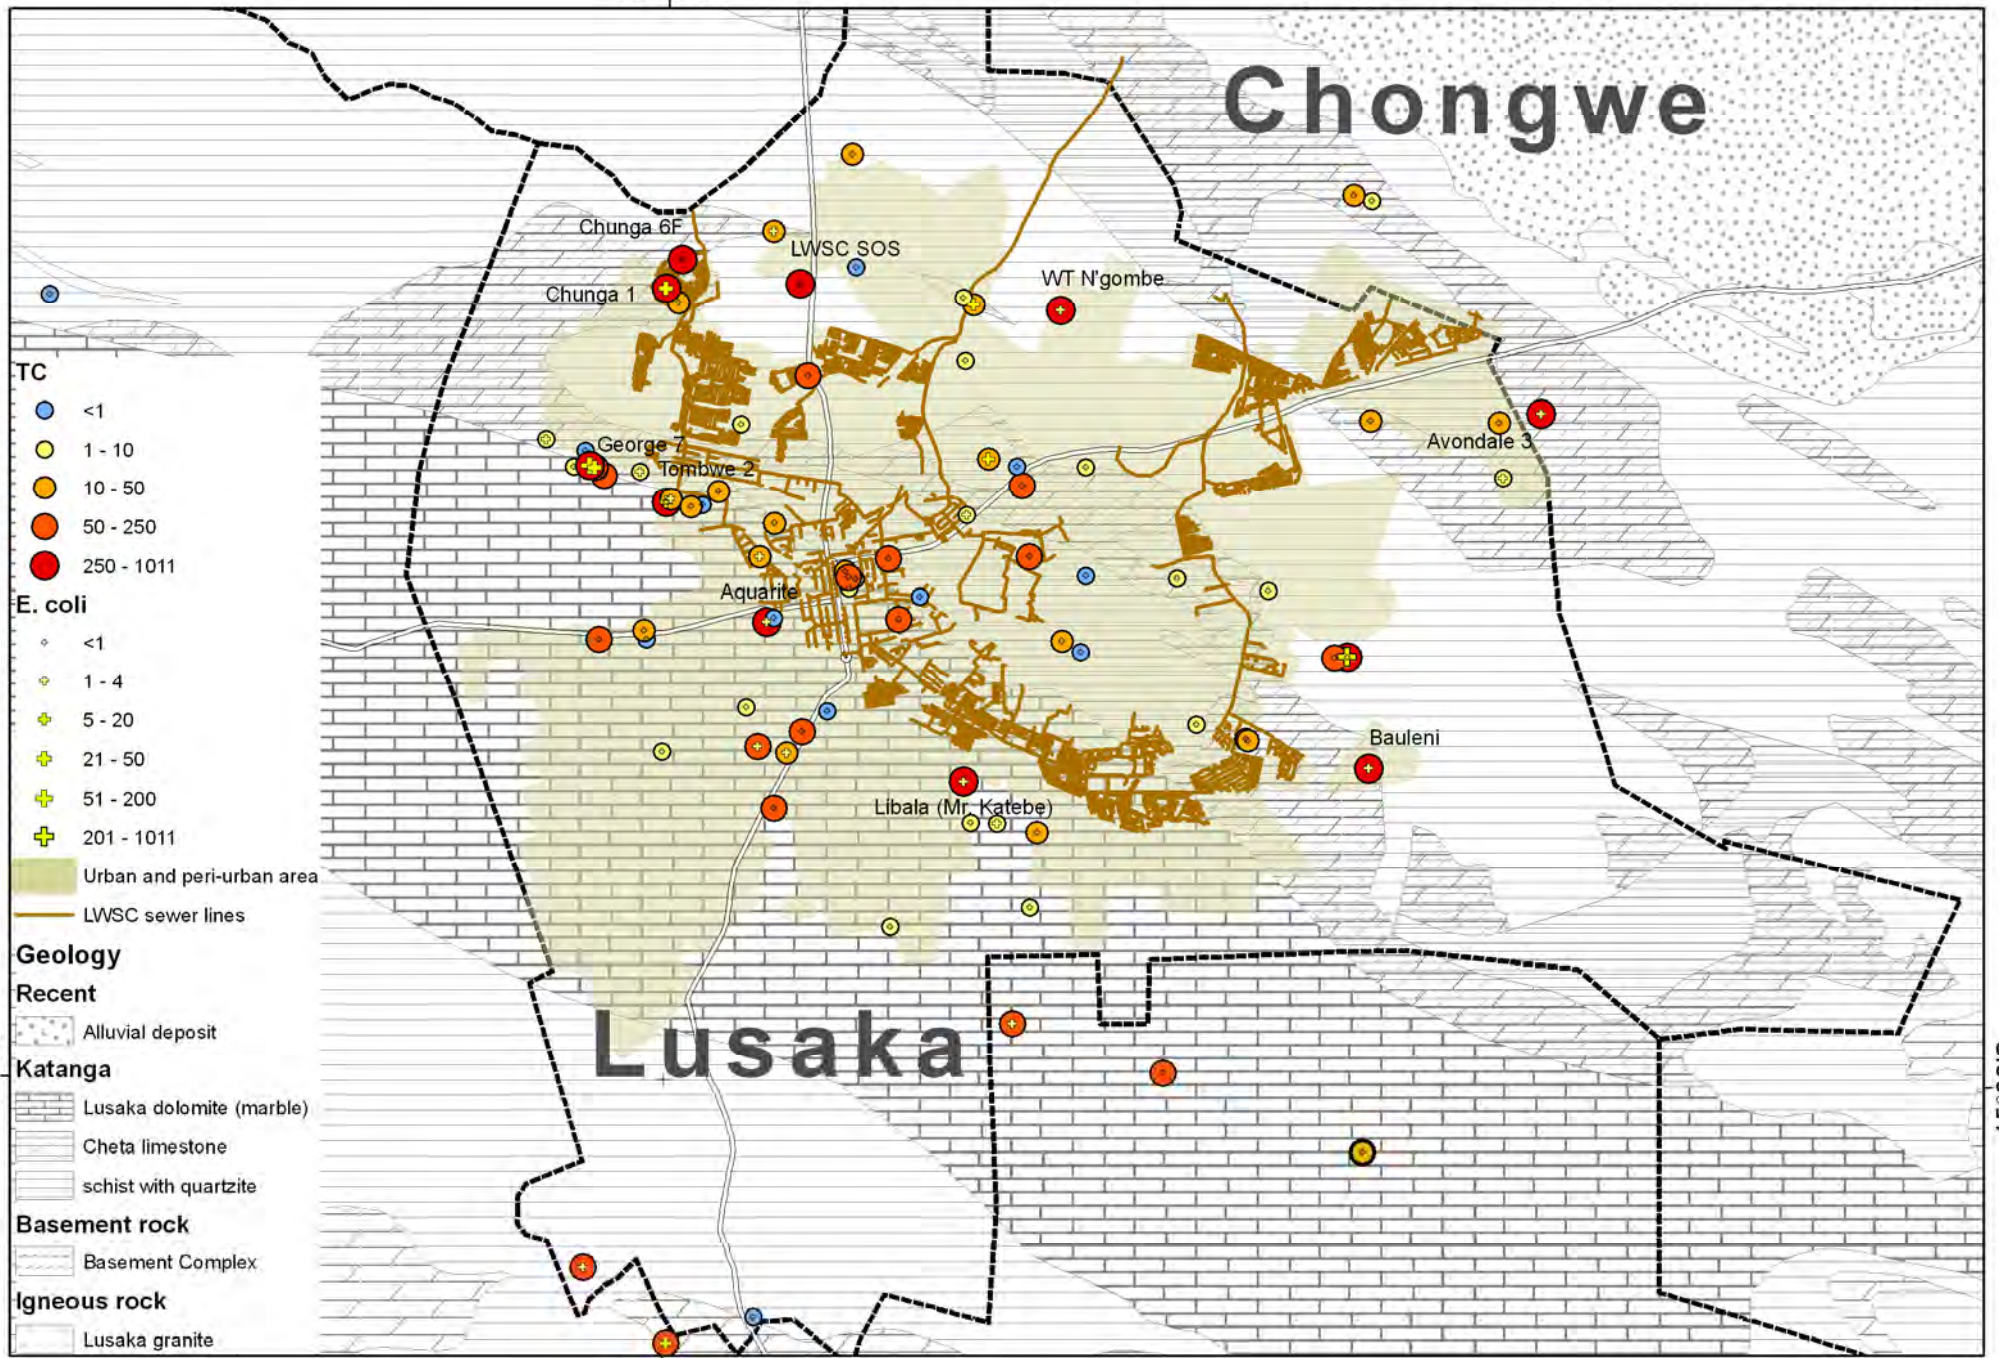 Chongwe
Chunga 6F
LWSC SOS
WT N'gombe
Chunga 1
TC
<1
1 - 10
10 - 50
50 - 250
250 - 1011
E. coli
<1
1 - 4
5 - 20
21 - 50
51 - 200
201 - 1011
Urban and peri-urban area
LWSC sewer lines
Geology
Recent
Alluvial deposit
Katanga
Lusaka dolomite (marble)
Cheta limestone
schist with quartzite
Basement rock
Basement Complex
Igneous rock
Lusaka granite
George 7
Tombwe 2
Avondale 3
Aquarite
Bauleni
Libala (Mr. Katebe)
Lusaka